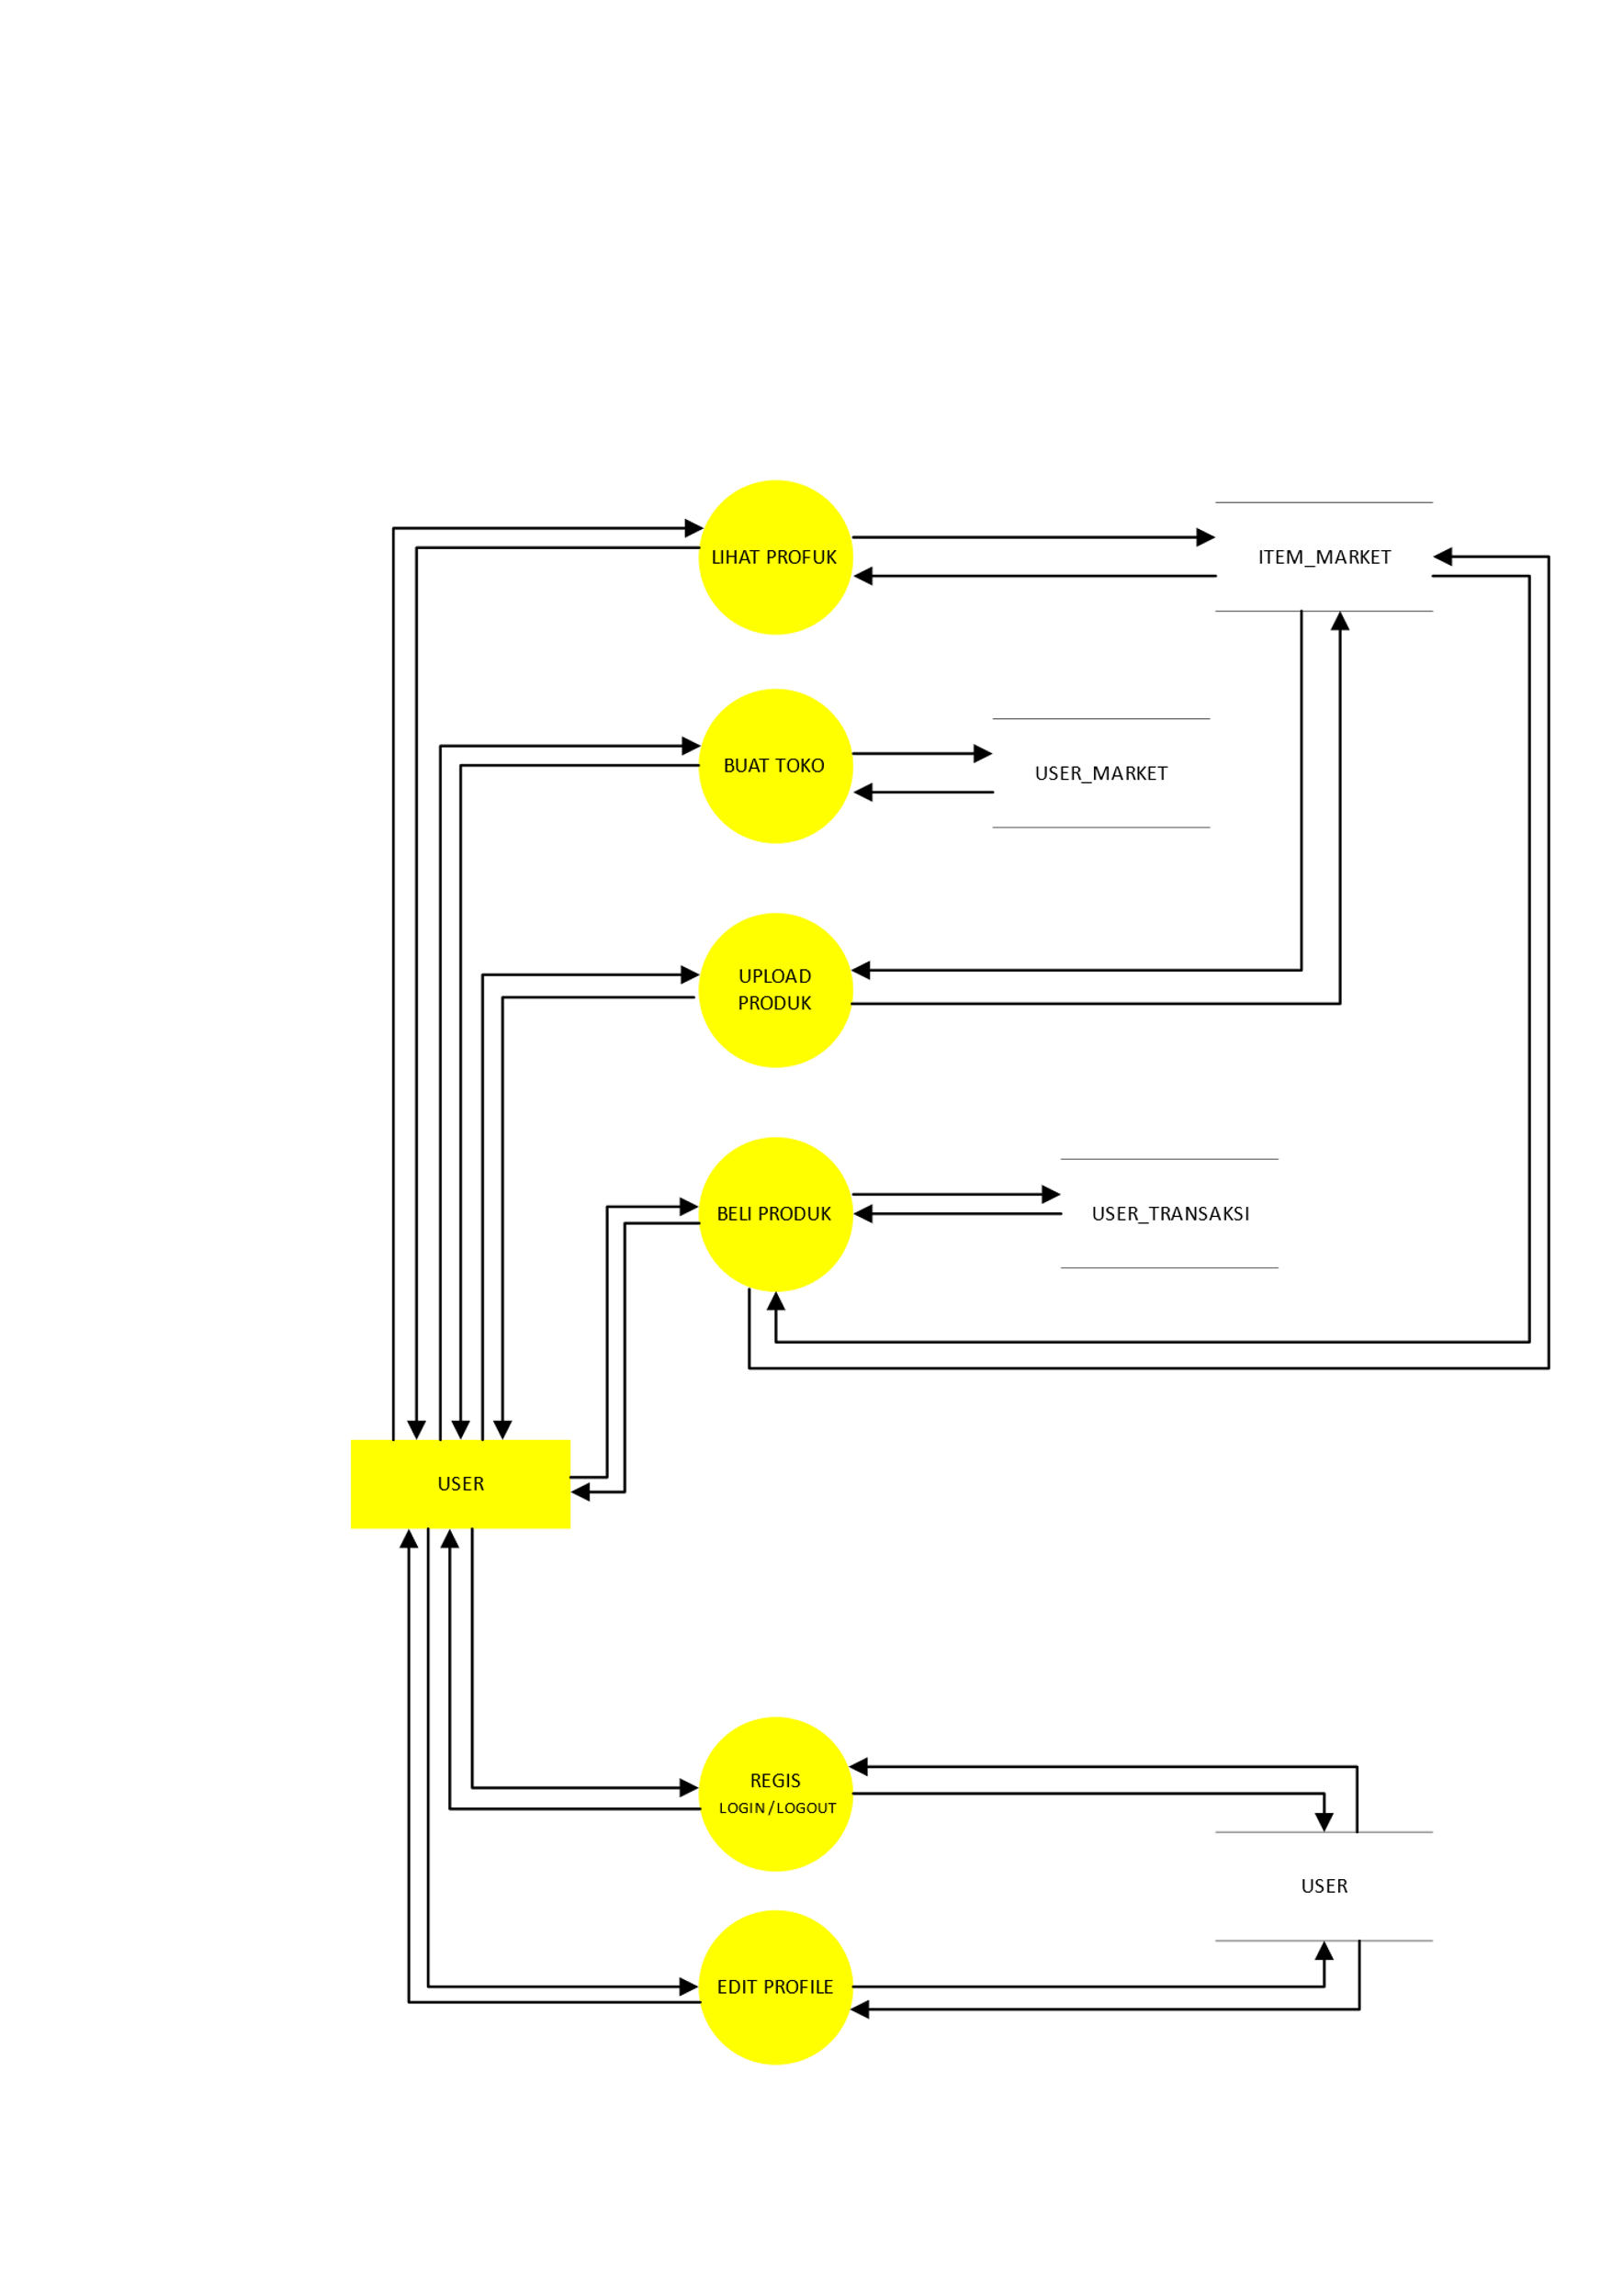 LIHAT PROFUK
ITEM_MARKET
BUAT TOKO
USER_MARKET
UPLOAD
PRODUK
BELI PRODUK
USER_TRANSAKSI
USER
REGIS
LOGIN/LOGOUT
USER
EDIT PROFILE